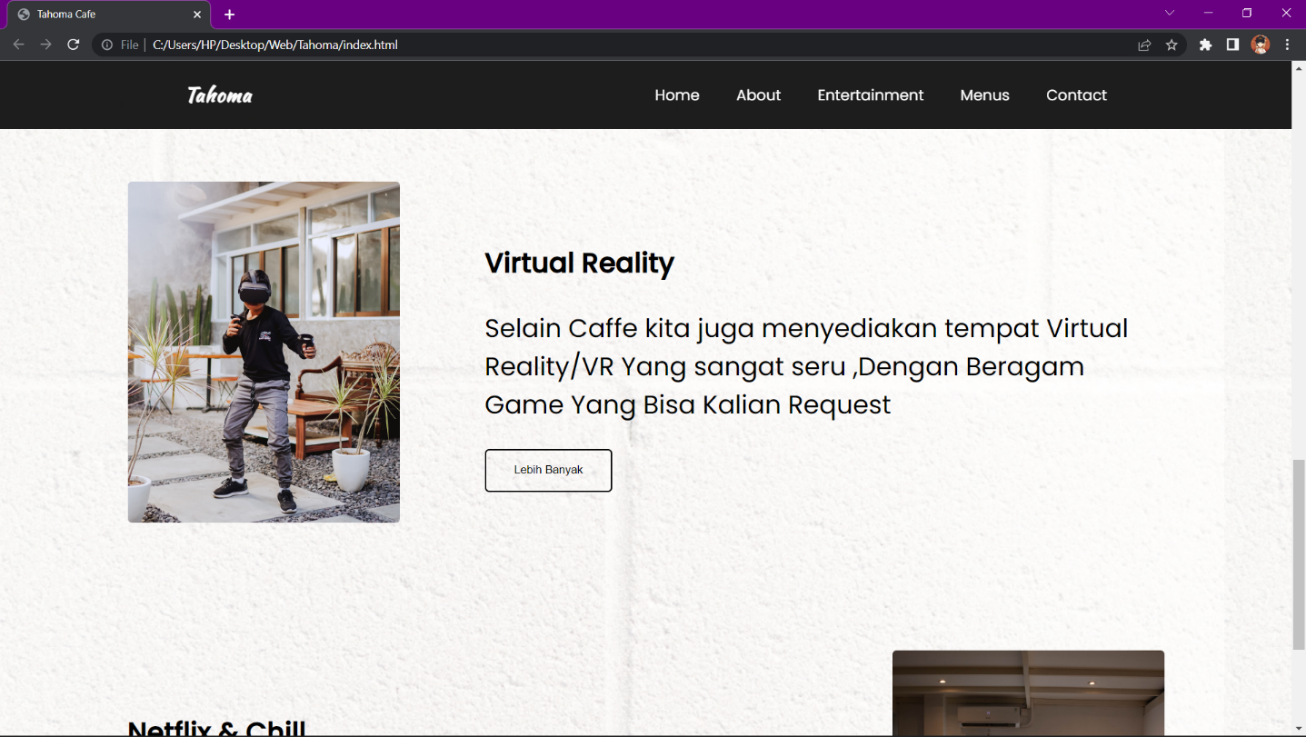 Tahoma Cafe
File
C:/Users/HP/Desktop/Web/Tahoma/index.html
Tahoma
Home
About
Entertainment
Menus
Contact
Virtual Reality
Selain Caffe kita juga menyediakan tempat Virtual
Reality/VR Yang sangat seru ,Dengan Beragam
Game Yang Bisa Kalian Request
Lebih Banyak
Netflix & Chill